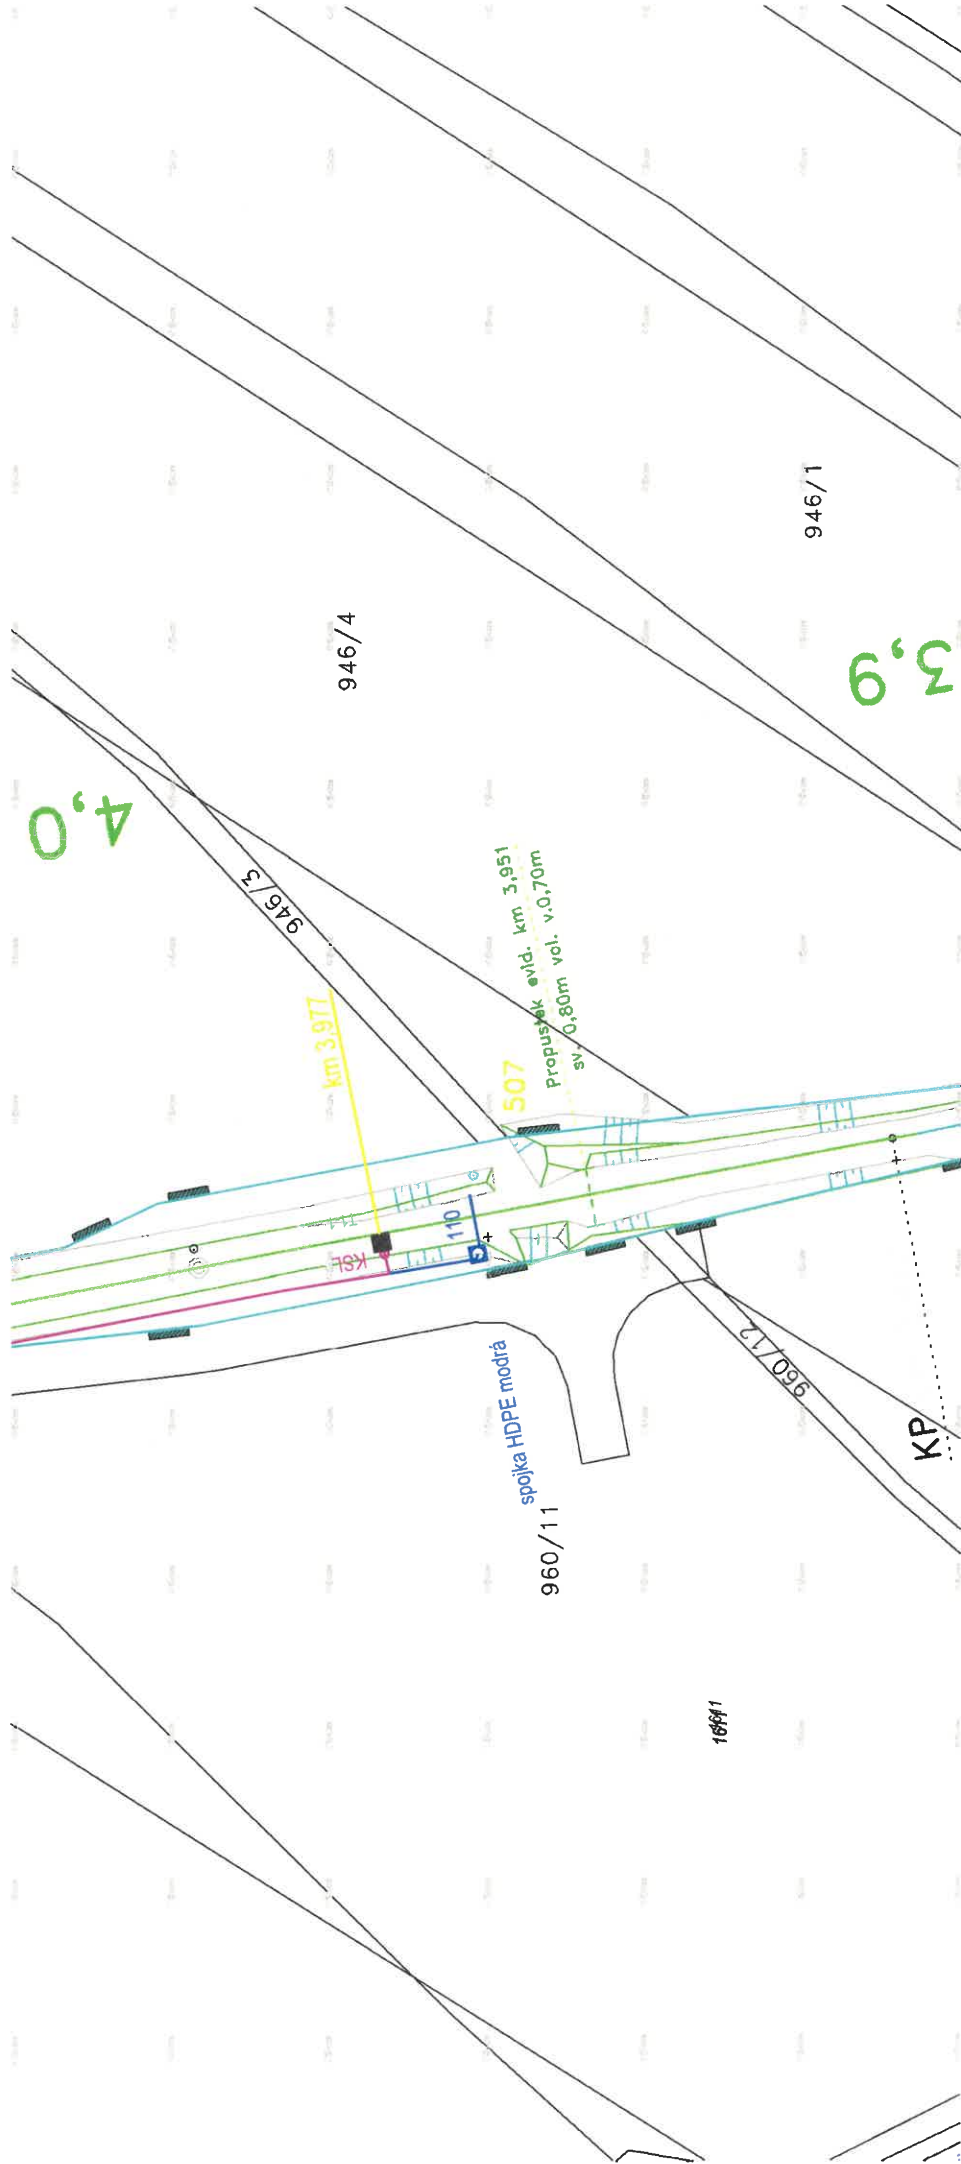 946/1
946/4
3,9
4,0
946/3
Propustek evid. km 3,951
sv. 0,80m vol. v.0,70m
km 3,977
507
110
KSL
G
spojka HDPE modrá
960/12
KP
960/11